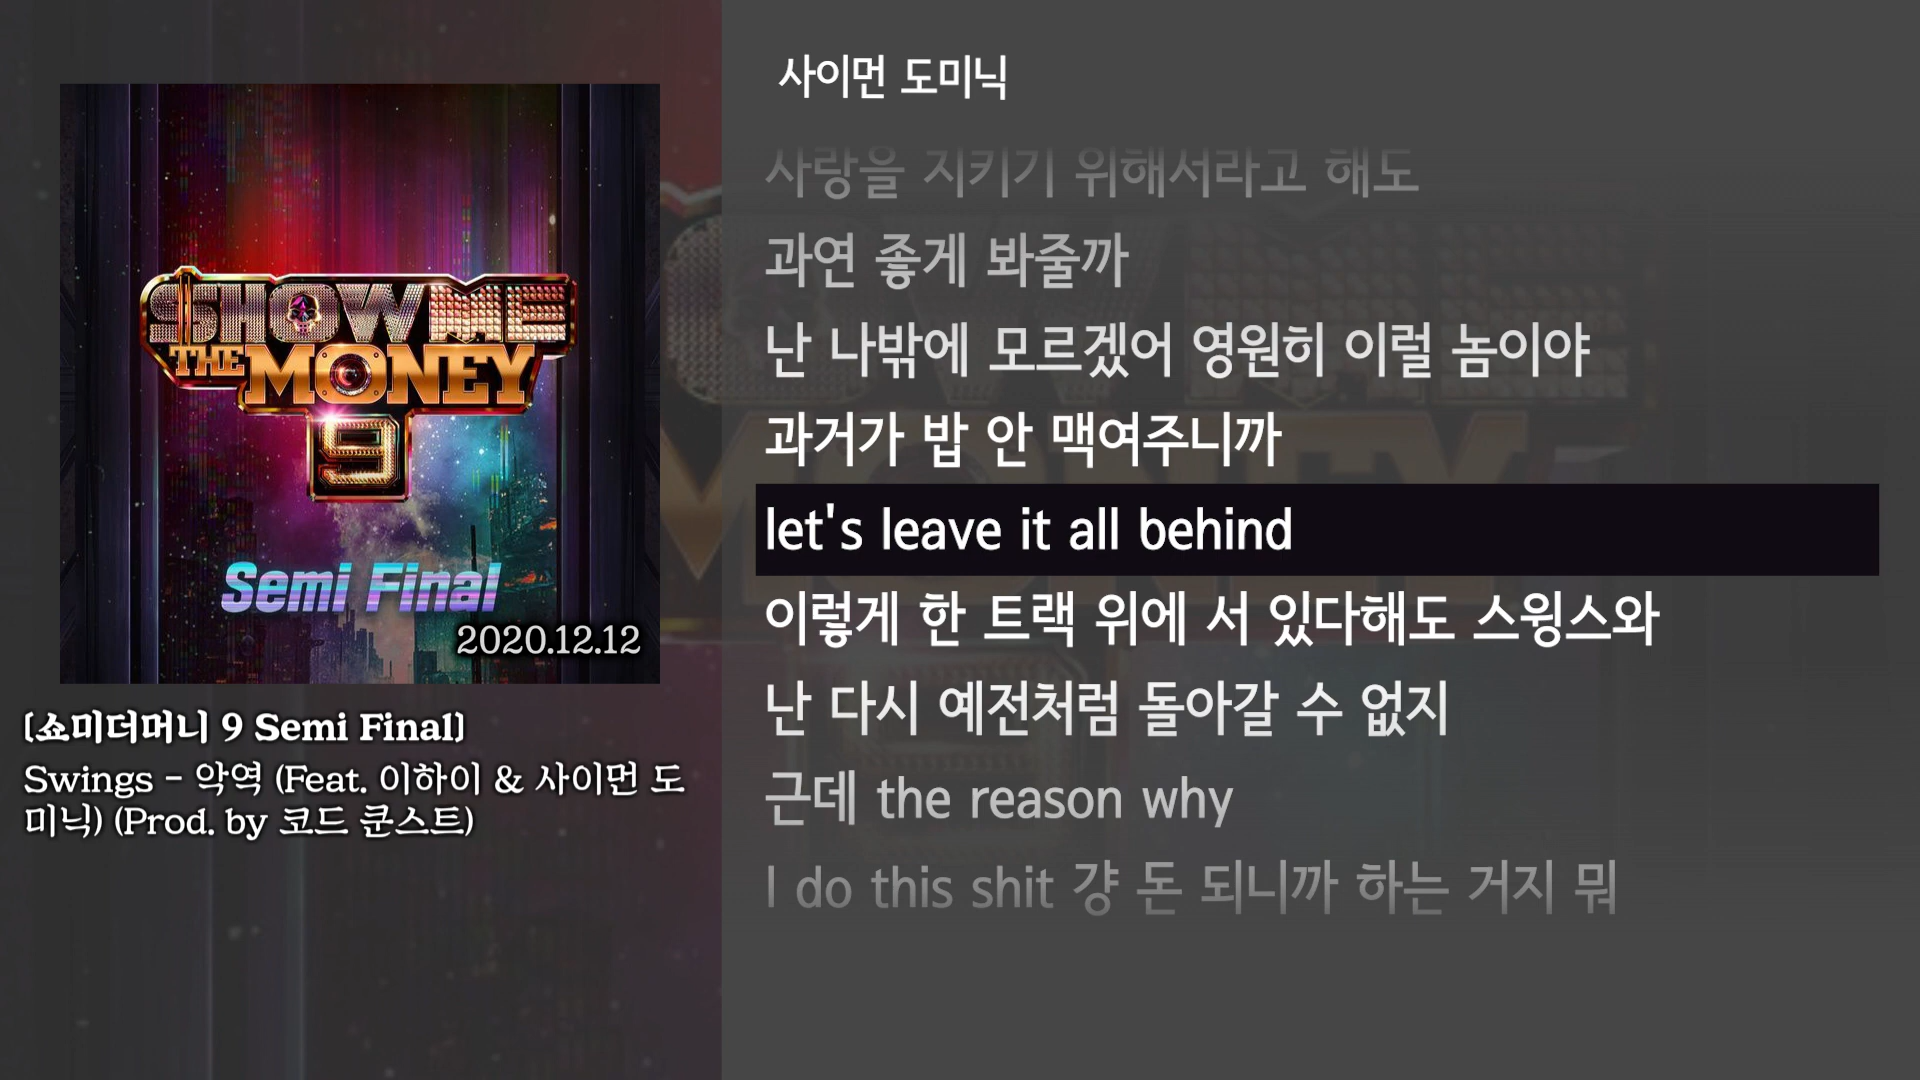 SHOW ME
THE MONEY
9
Semi Final
2020.12.12
[쇼미더머니 9 Semi Final]
Swings - 악역 (Feat. 이하이 & 사이먼 도
미닉) (Prod. by 코드 쿤스트)
사이먼 도미닉
사랑을 지키기 위해서라고 해도
과연 좋게 봐줄까
난 나밖에 모르겠어 영원히 이럴 놈이야
과거가 밥 안 맥여주니까
let's leave it all behind
이렇게 한 트랙 위에 서 있다해도 스윙스와
난 다시 예전처럼 돌아갈 수 없지
근데 the reason why
I do this shit 걍 돈 되니까 하는 거지 뭐